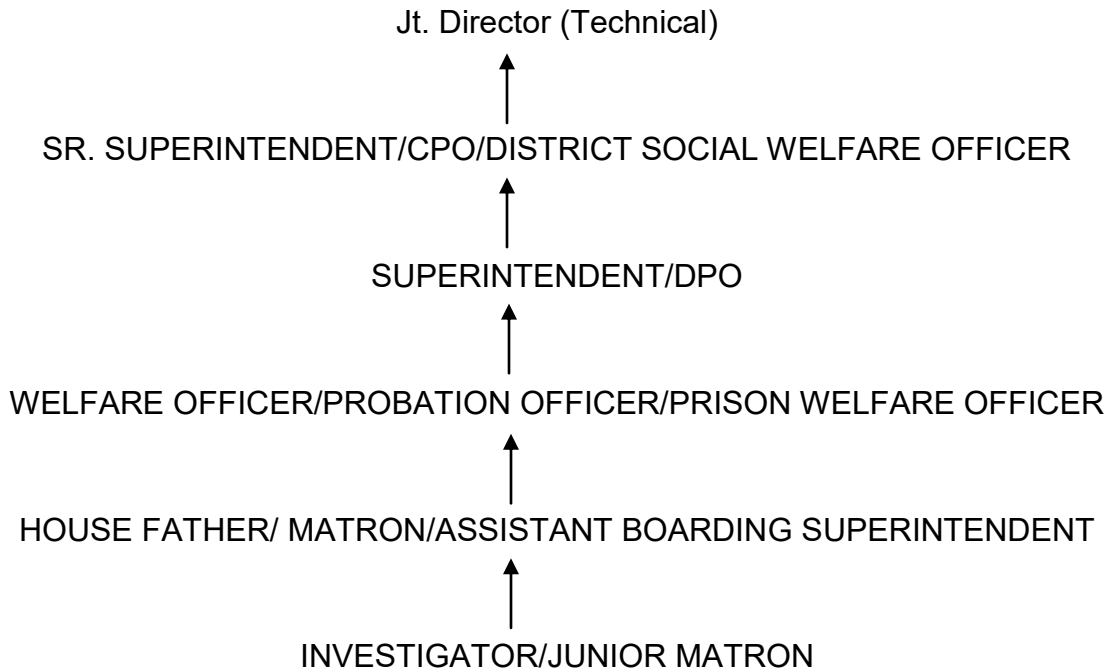 Jt. Director (Technical)
SR. SUPERINTENDENT/CPO/DISTRICT SOCIAL WELFARE OFFICER
SUPERINTENDENT/DPO
WELFARE OFFICER/PROBATION OFFICER/PRISON WELFARE OFFICER
HOUSE FATHER/ MATRON/ASSISTANT BOARDING SUPERINTENDENT
INVESTIGATOR/JUNIOR MATRON